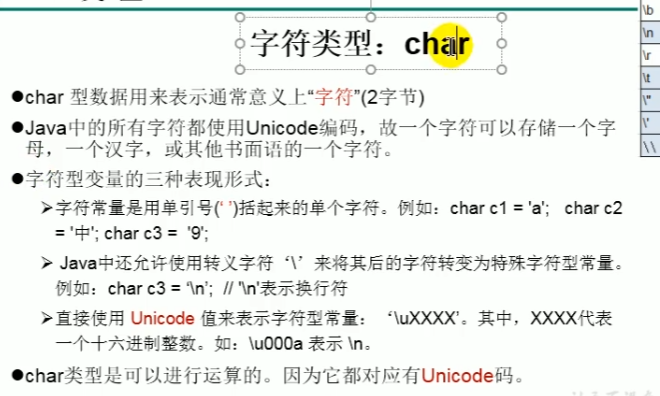 字符类型：char
●char 型数据用来表示通常意义上“字符”(2字节)
●Java中的所有字符都使用Unicode编码，故一个字符可以存储一个字
母，一个汉字，或其他书面语的一个字符。
●字符型变量的三种表现形式：
➢字符常量是用单引号(‘ ’)括起来的单个字符。例如：char c1 = 'a';   char c2
= '中'; char c3 =  '9';
➢ Java中还允许使用转义字符‘\’来将其后的字符转变为特殊字符型常量。
例如：char c3 = ‘\n’;  // '\n'表示换行符
➢直接使用 Unicode 值来表示字符型常量：‘\uXXXX’。其中，XXXX代表
一个十六进制整数。如：\u000a 表示 \n。
●char类型是可以进行运算的。因为它都对应有Unicode码。
\b
\n
\r
\t
\"
\'
\\